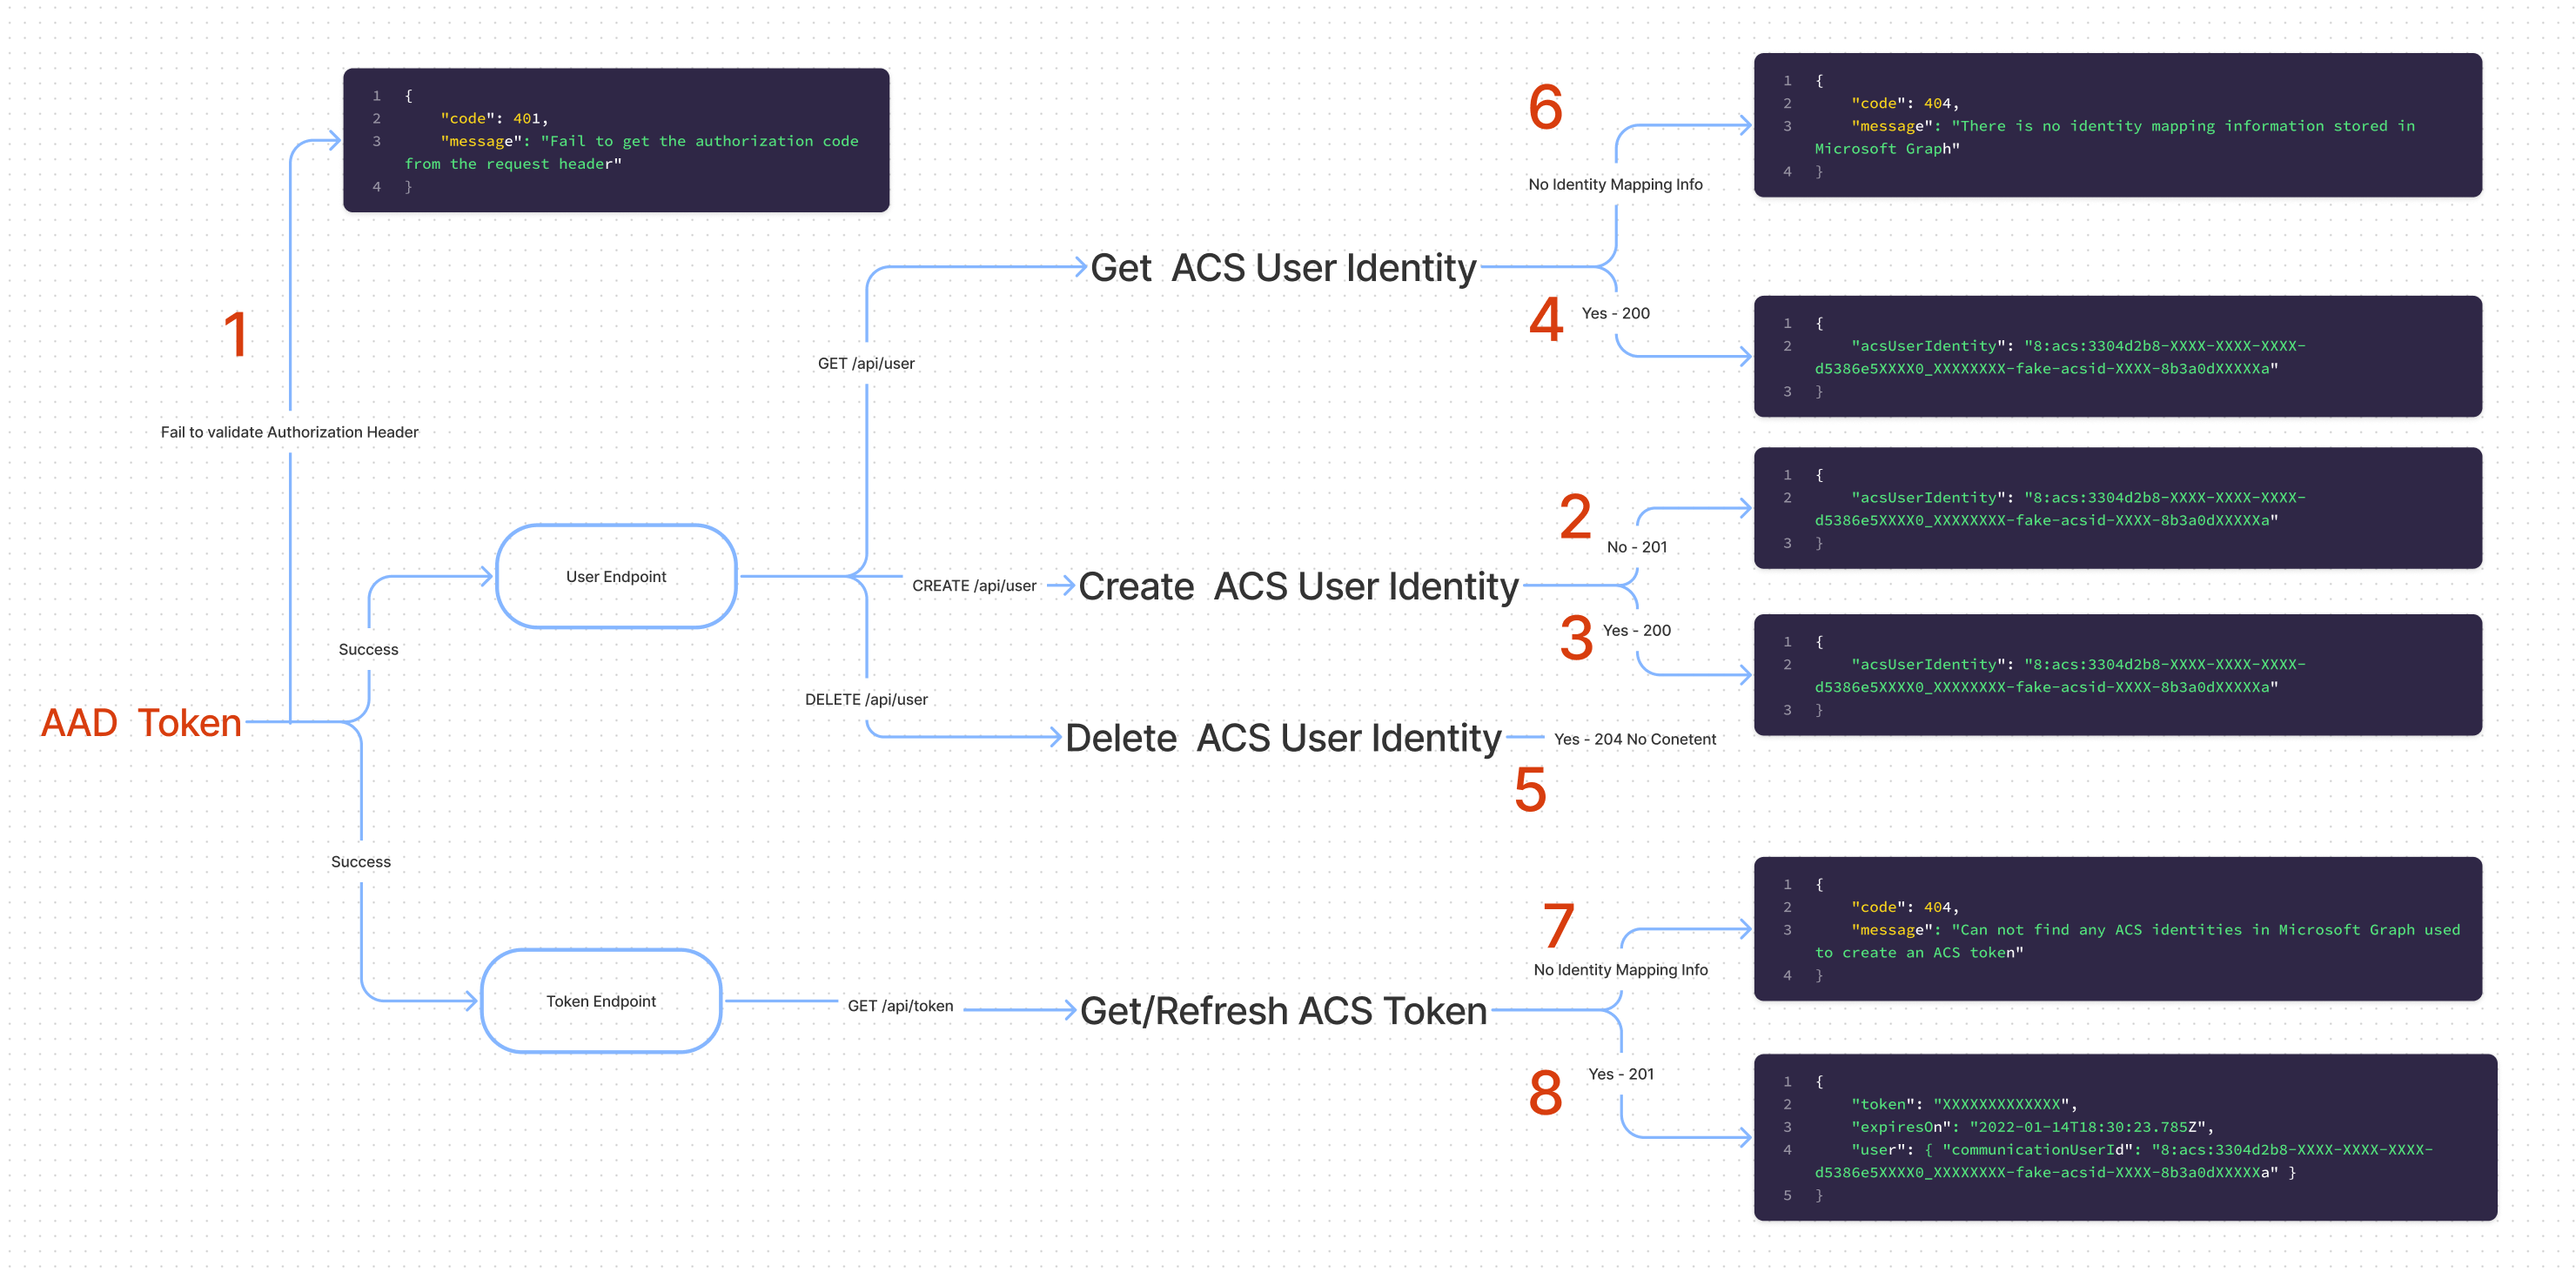 1 {
2 "code": 401,
3 "message": "Fail to get the authorization code
from the request header"
4 }
1
Fail to validate Authorization Header
AAD Token
Success
User Endpoint
Success
Token Endpoint
GET /api/user
CREATE /api/user
DELETE /api/user
GET /api/token
Get ACS User Identity
6
No Identity Mapping Info
1 {
2 "code": 404,
3 "message": "There is no identity mapping information stored in
Microsoft Graph"
4 }
4
Yes - 200
1 {
2 "acsUserIdentity": "8:acs:3304d2b8-XXXX-XXXX-XXXX-
d5386e5XXXX0_XXXXXXXX-fake-acsid-XXXX-8b3a0dXXXXXa"
3 }
Create ACS User Identity
2
No - 201
1 {
2 "acsUserIdentity": "8:acs:3304d2b8-XXXX-XXXX-XXXX-
d5386e5XXXX0_XXXXXXXX-fake-acsid-XXXX-8b3a0dXXXXXa"
3 }
3
Yes - 200
1 {
2 "acsUserIdentity": "8:acs:3304d2b8-XXXX-XXXX-XXXX-
d5386e5XXXX0_XXXXXXXX-fake-acsid-XXXX-8b3a0dXXXXXa"
3 }
Delete ACS User Identity
Yes - 204 No Conetent
5
Get/Refresh ACS Token
7
No Identity Mapping Info
1 {
2 "code": 404,
3 "message": "Can not find any ACS identities in Microsoft Graph used
to create an ACS token"
4 }
8
Yes - 201
1 {
2 "token": "XXXXXXXXXXXXX",
3 "expiresOn": "2022-01-14T18:30:23.785Z",
4 "user": { "communicationUserId": "8:acs:3304d2b8-XXXX-XXXX-XXXX-
d5386e5XXXX0_XXXXXXXX-fake-acsid-XXXX-8b3a0dXXXXXa" }
5 }